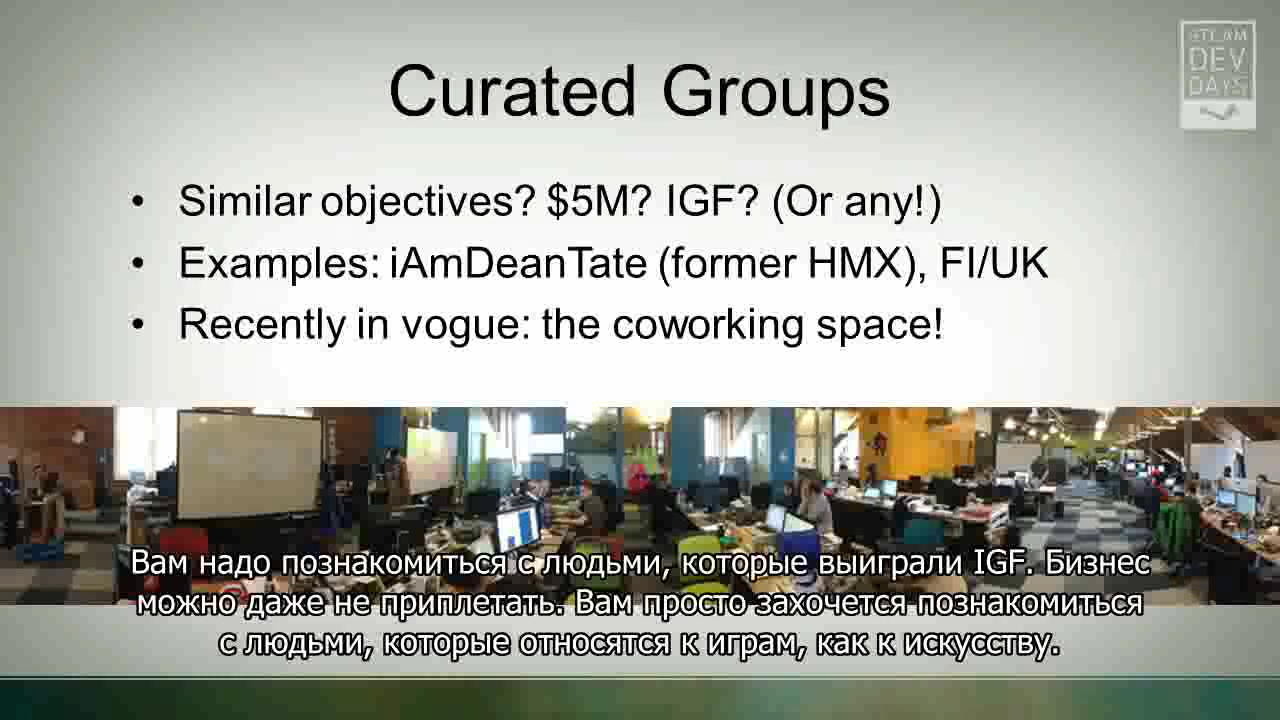 STEAM
DEV
DAYS
Curated Groups
• Similar objectives? $5M? IGF? (Or any!)
• Examples: iAmDeanTate (former HMX), FI/UK
• Recently in vogue: the coworking space!
Вам надо познакомиться с людьми, которые выиграли IGF. Бизнес
можно даже не приплетать. Вам просто захочется познакомиться
с людьми, которые относятся к играм, как к искусству.